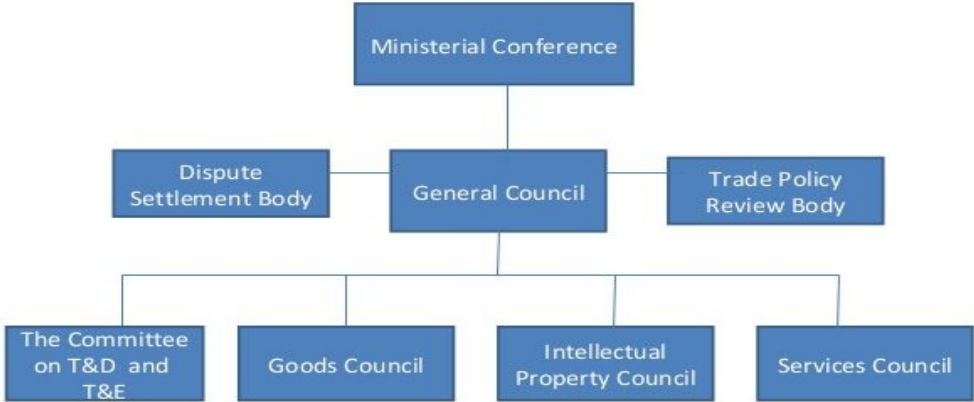 Ministerial Conference
Dispute
Settlement Body
General Council
Trade Policy
Review Body
The Committee
on T&D and
T&E
Goods Council
Intellectual
Property Council
Services Council